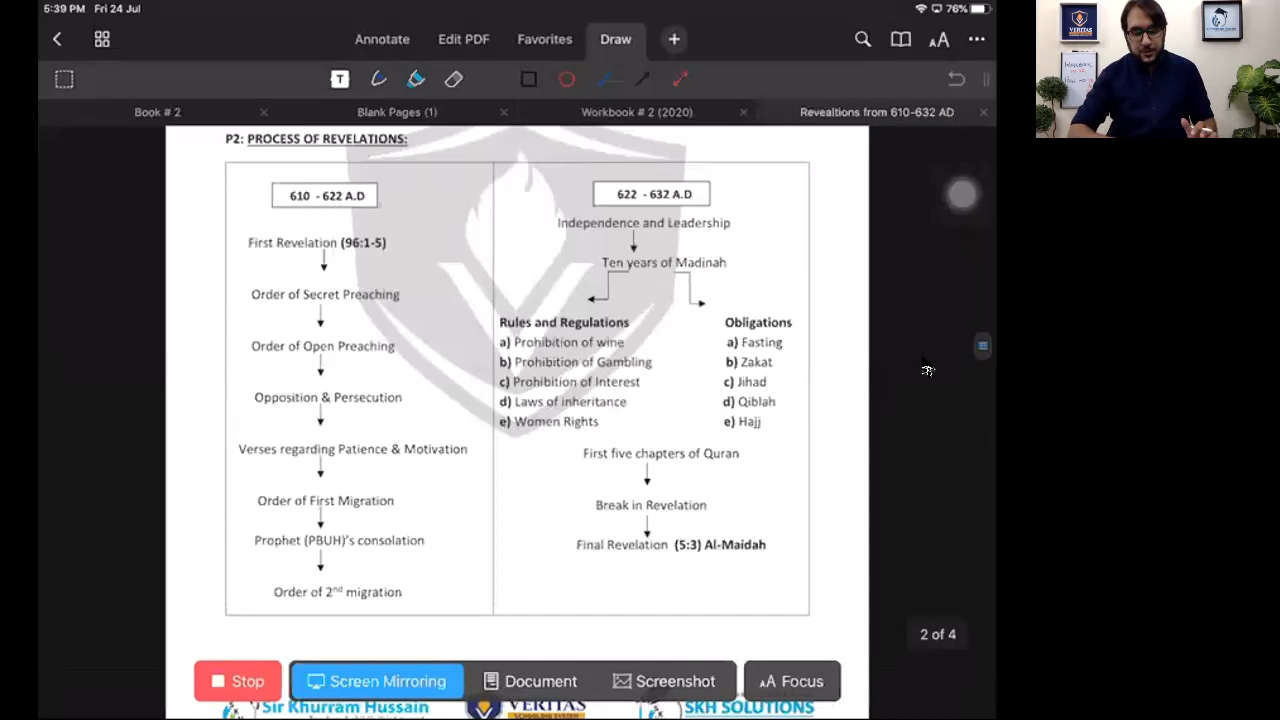 5:39 PM Fri 24 Jul
76%
Annotate
Edit PDF
Favorites
Draw
T
AA
Book # 2
Blank Pages (1)
Workbook # 2 (2020)
Revealtions from 610-632 AD
P2: PROCESS OF REVELATIONS:
610 - 622 A.D
First Revelation (96:1-5)
Order of Secret Preaching
Order of Open Preaching
Opposition & Persecution
Verses regarding Patience & Motivation
Order of First Migration
Prophet (PBUH)'s consolation
Order of 2nd migration
622 - 632 A.D
Independence and Leadership
Ten years of Madinah
Rules and Regulations
a) Prohibition of wine
b) Prohibition of Gambling
c) Prohibition of Interest
d) Laws of inheritance
e) Women Rights
Obligations
a) Fasting
b) Zakat
c) Jihad
d) Qiblah
e) Hajj
First five chapters of Quran
Break in Revelation
Final Revelation (5:3) Al-Maidah
2 of 4
Stop
Screen Mirroring
Document
Screenshot
AA Focus
Sir Khurram Hussain
VERITAS
SKH SOLUTIONS
VERITAS